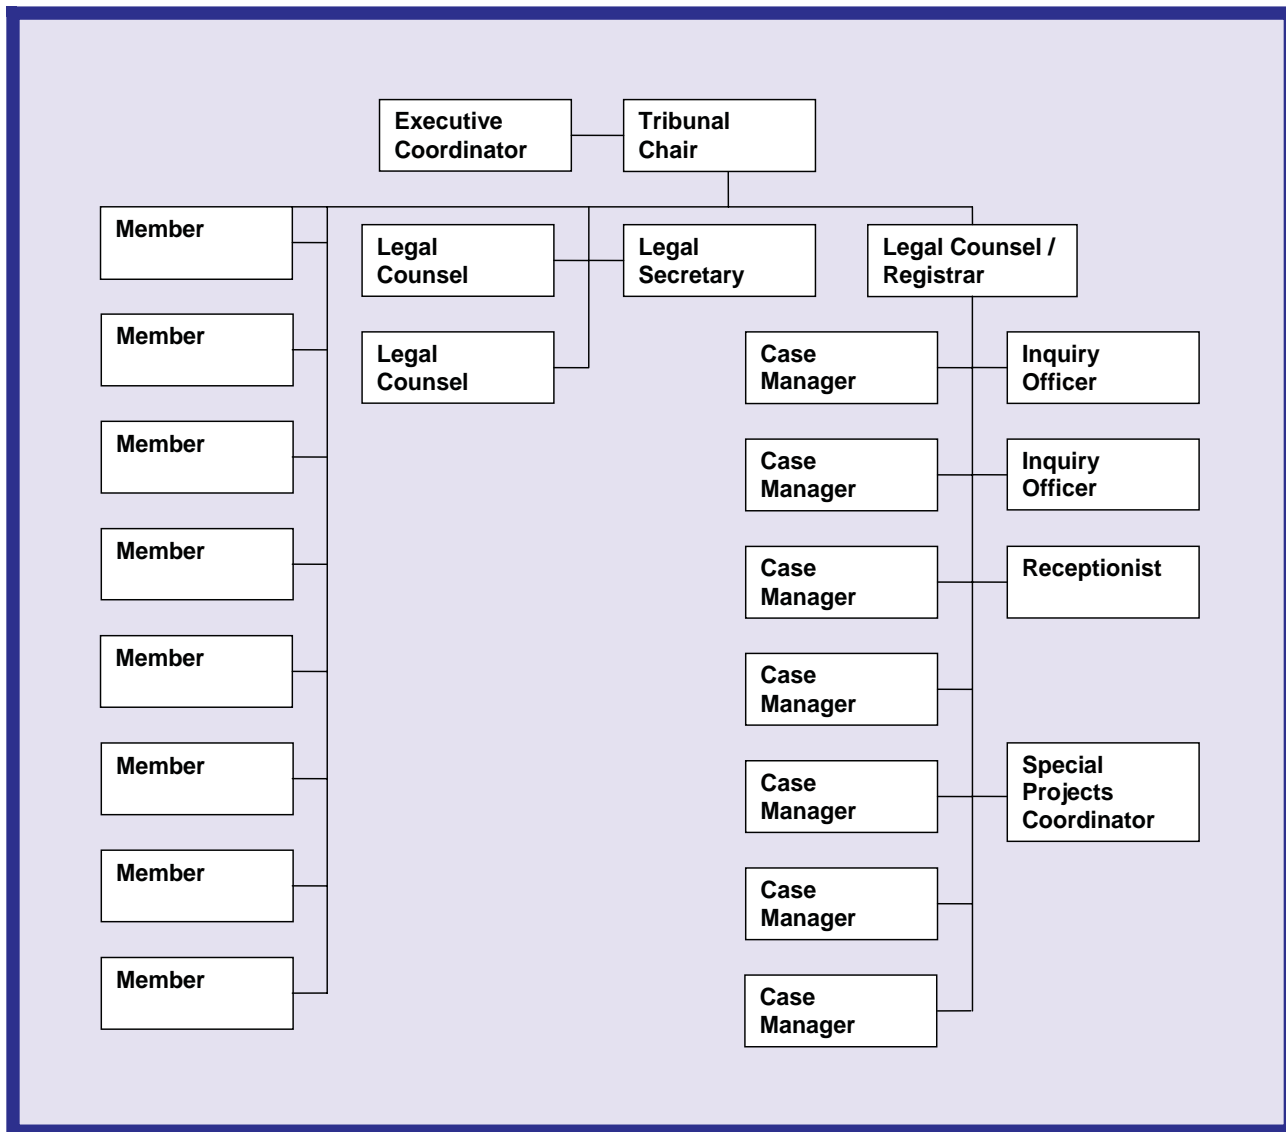 Executive
Coordinator
Tribunal
Chair
Member
Member
Member
Member
Member
Member
Member
Member
Legal
Counsel
Legal
Secretary
Legal
Counsel
Legal Counsel /
Registrar
Case
Manager
Inquiry
Officer
Case
Manager
Inquiry
Officer
Case
Manager
Receptionist
Case
Manager
Case
Manager
Special
Projects
Coordinator
Case
Manager
Case
Manager